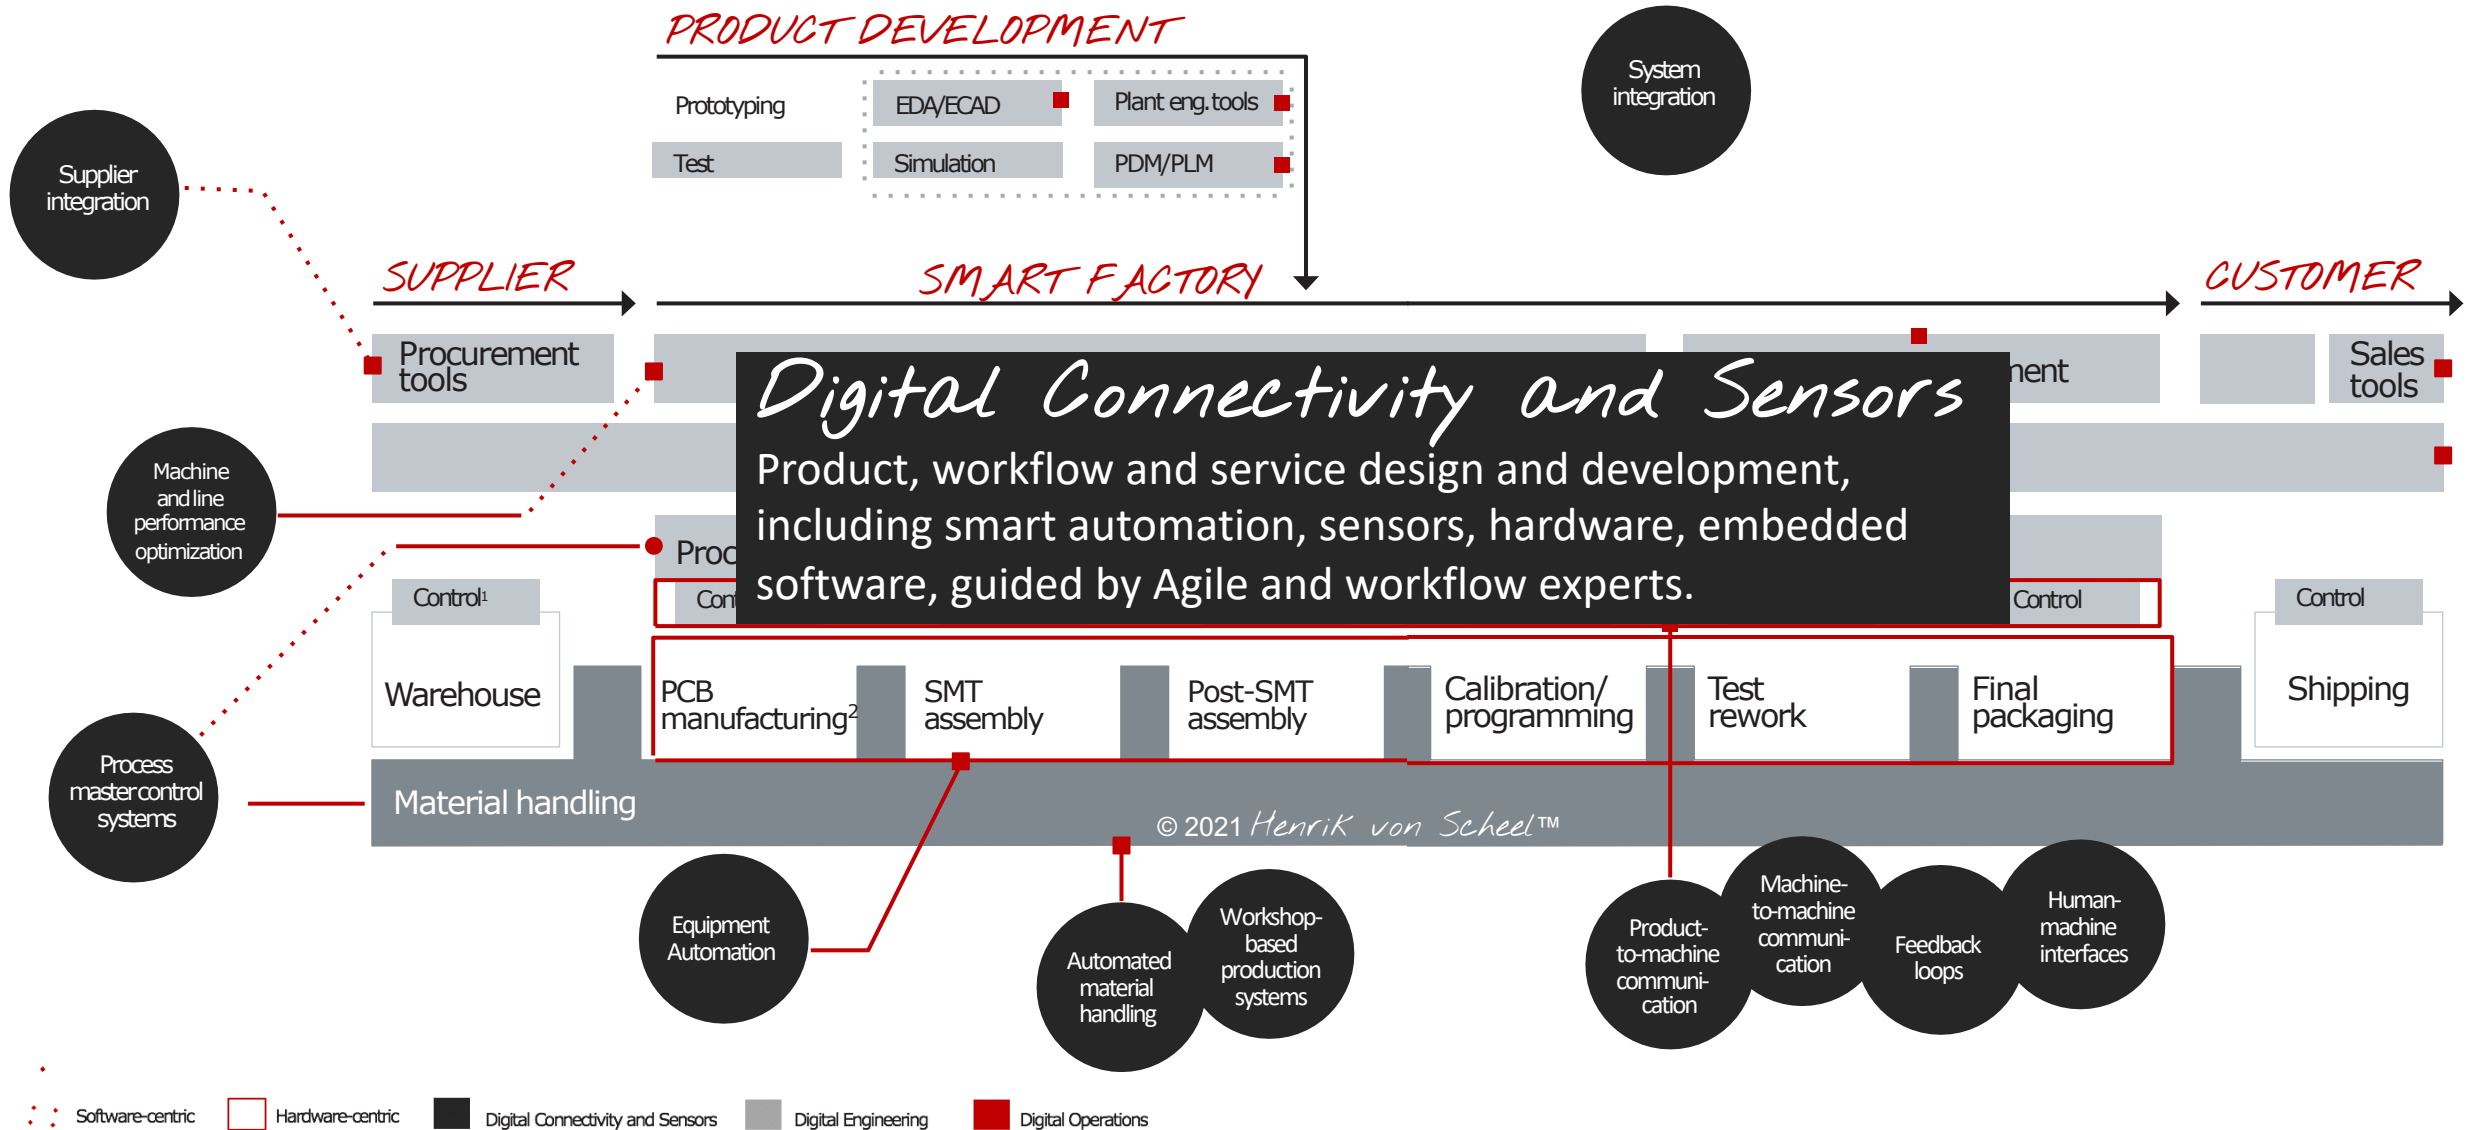 PRODUCT DEVELOPMENT
Prototyping
EDA/ECAD
Plant eng. tools
Test
Simulation
PDM/PLM
System
integration
Supplier
integration
SUPPLIER
SMART FACTORY
CUSTOMER
Procurement
tools
Sales
tools
Digital Connectivity and Sensors
Product, workflow and service design and development,
including smart automation, sensors, hardware, embedded
software, guided by Agile and workflow experts.
Machine
and line
performance
optimization
Control1
Control
Control
Warehouse
PCB
manufacturing2
SMT
assembly
Post-SMT
assembly
Calibration/
programming
Test
rework
Final
packaging
Shipping
Process
master control
systems
Material handling
© 2021 Henrik von Scheel™
Equipment
Automation
Automated
material
handling
Workshop-
based
production
systems
Product-
to-machine
communi-
cation
Machine-
to-machine
communi-
cation
Feedback
loops
Human-
machine
interfaces
Software-centric
Hardware-centric
Digital Connectivity and Sensors
Digital Engineering
Digital Operations